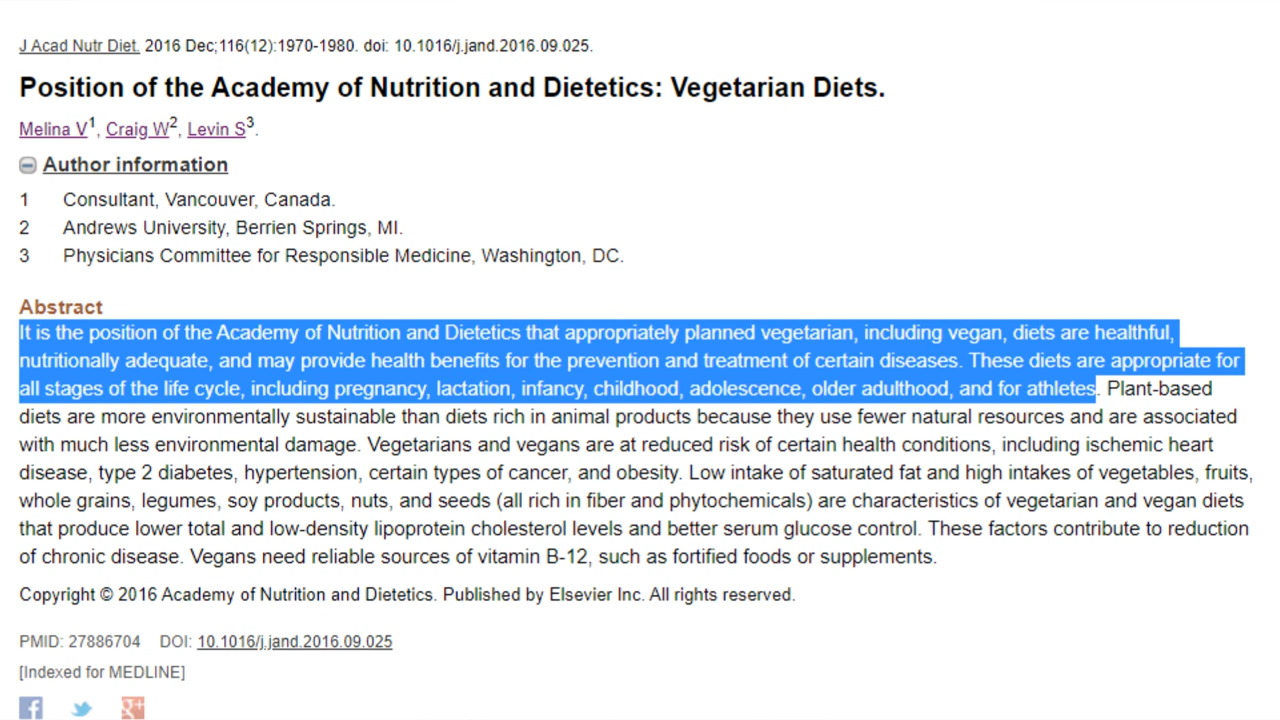 J Acad Nutr Diet. 2016 Dec;116(12):1970-1980. doi: 10.1016/j.jand.2016.09.025.
Position of the Academy of Nutrition and Dietetics: Vegetarian Diets.
Melina V1, Craig W2, Levin S3.
Author information
1 Consultant, Vancouver, Canada.
2 Andrews University, Berrien Springs, MI.
3 Physicians Committee for Responsible Medicine, Washington, DC.
Abstract
It is the position of the Academy of Nutrition and Dietetics that appropriately planned vegetarian, including vegan, diets are healthful,
nutritionally adequate, and may provide health benefits for the prevention and treatment of certain diseases. These diets are appropriate for
all stages of the life cycle, including pregnancy, lactation, infancy, childhood, adolescence, older adulthood, and for athletes. Plant-based
diets are more environmentally sustainable than diets rich in animal products because they use fewer natural resources and are associated
with much less environmental damage. Vegetarians and vegans are at reduced risk of certain health conditions, including ischemic heart
disease, type 2 diabetes, hypertension, certain types of cancer, and obesity. Low intake of saturated fat and high intakes of vegetables, fruits,
whole grains, legumes, soy products, nuts, and seeds (all rich in fiber and phytochemicals) are characteristics of vegetarian and vegan diets
that produce lower total and low-density lipoprotein cholesterol levels and better serum glucose control. These factors contribute to reduction
of chronic disease. Vegans need reliable sources of vitamin B-12, such as fortified foods or supplements.
Copyright © 2016 Academy of Nutrition and Dietetics. Published by Elsevier Inc. All rights reserved.
PMID: 27886704 DOI: 10.1016/j.jand.2016.09.025
[Indexed for MEDLINE]
f g+